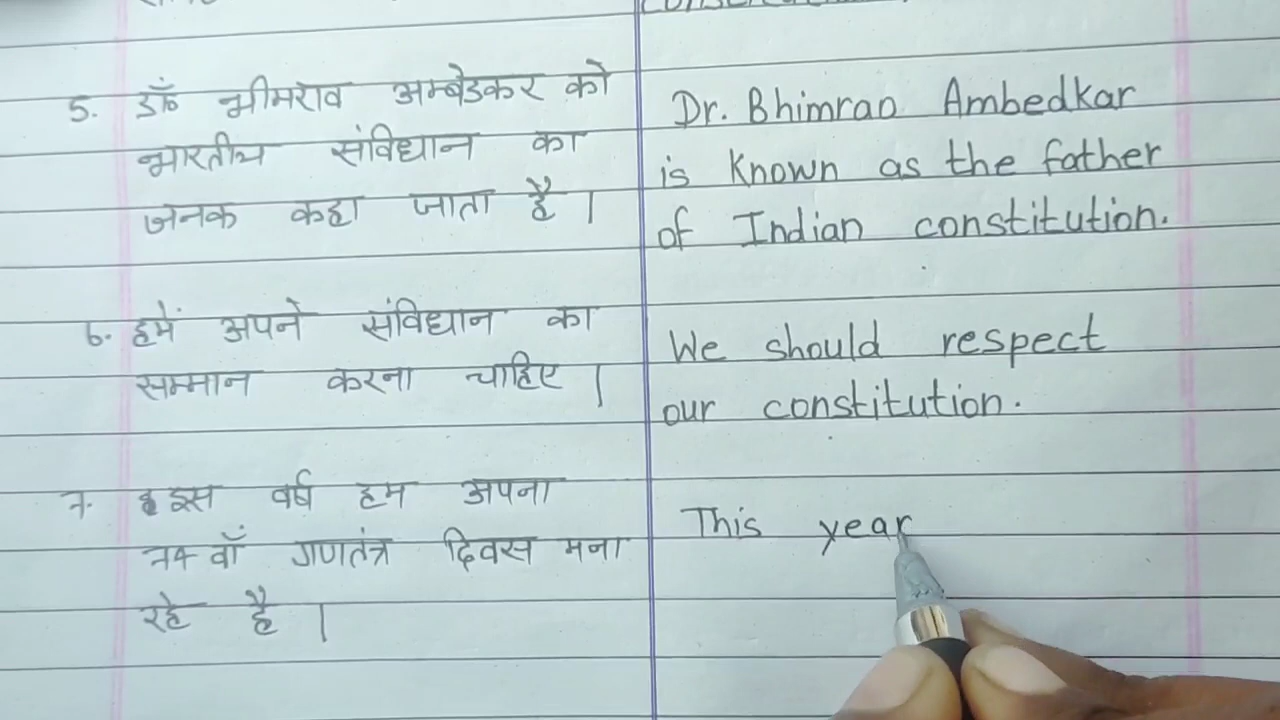 5. डॉ भीमराव अम्बेडकर को
भारतीय संविधान का
जनक कहा जाता है ।
Dr. Bhimrao Ambedkar
is known as the father
of Indian constitution.
6. हमें अपने संविधान का
सम्मान करना चाहिए ।
We should respect
our constitution.
7. इस वर्ष हम अपना
74 वाँ गणतंत्र दिवस मना
रहे है ।
This year